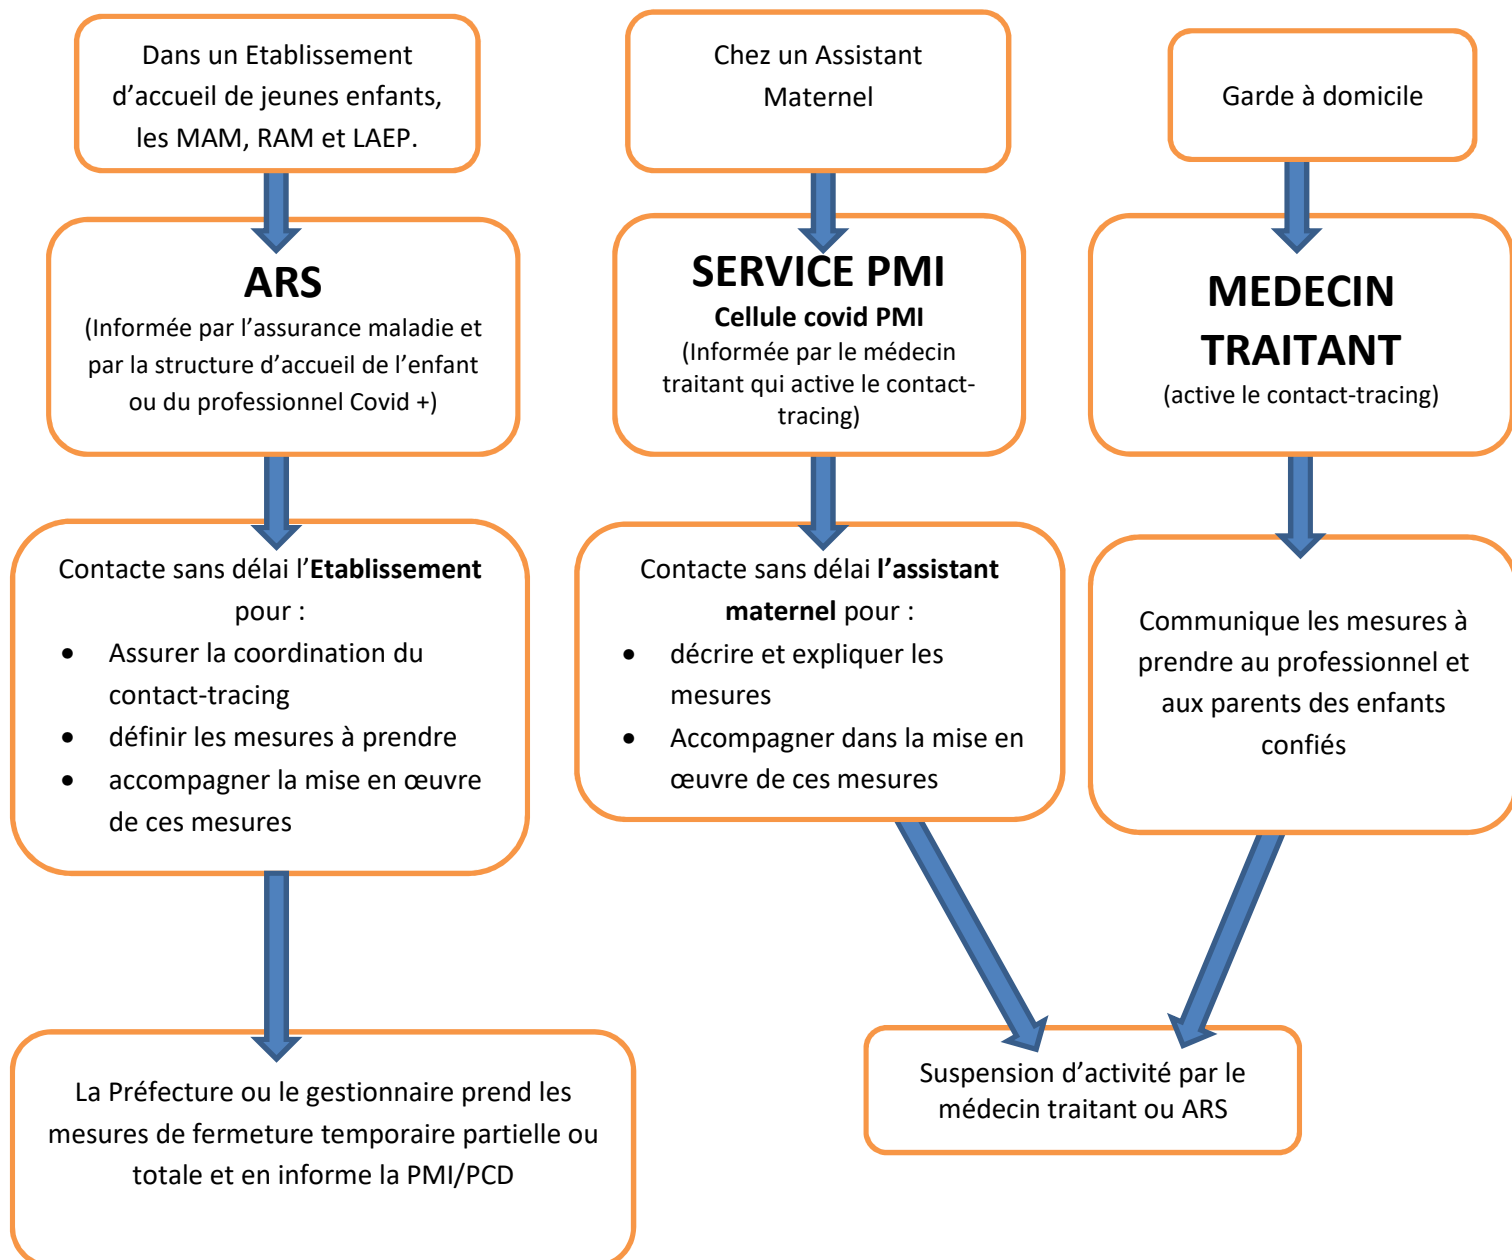 Dans un Etablissement
d’accueil de jeunes enfants,
les MAM, RAM et LAEP.
Chez un Assistant
Maternel
Garde à domicile
ARS
(Informée par l’assurance maladie et
par la structure d’accueil de l’enfant
ou du professionnel Covid +)
SERVICE PMI
Cellule covid PMI
(Informée par le médecin
traitant qui active le contact-
tracing)
MEDECIN
TRAITANT
(active le contact-tracing)
Contacte sans délai l’Etablissement
pour :
• Assurer la coordination du
contact-tracing
• définir les mesures à prendre
• accompagner la mise en œuvre
de ces mesures
Contacte sans délai l’assistant
maternel pour :
• décrire et expliquer les
mesures
• Accompagner dans la mise en
œuvre de ces mesures
Communique les mesures à
prendre au professionnel et
aux parents des enfants
confiés
La Préfecture ou le gestionnaire prend les
mesures de fermeture temporaire partielle ou
totale et en informe la PMI/PCD
Suspension d’activité par le
médecin traitant ou ARS